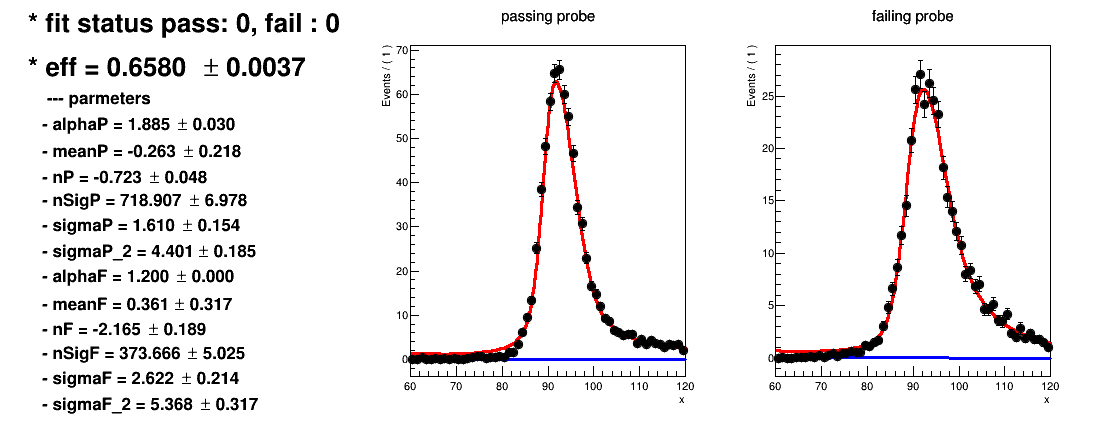 * fit status pass: 0, fail : 0
* eff = 0.6580 ± 0.0037
--- parmeters
- alphaP = 1.885 ± 0.030
- meanP = -0.263 ± 0.218
- nP = -0.723 ± 0.048
- nSigP = 718.907 ± 6.978
- sigmaP = 1.610 ± 0.154
- sigmaP_2 = 4.401 ± 0.185
- alphaF = 1.200 ± 0.000
- meanF = 0.361 ± 0.317
- nF = -2.165 ± 0.189
- nSigF = 373.666 ± 5.025
- sigmaF = 2.622 ± 0.214
- sigmaF_2 = 5.368 ± 0.317
passing probe
Events / ( 1 )
70
60
50
40
30
20
10
0
60 70 80 90 100 110 120
x
failing probe
Events / ( 1 )
25
20
15
10
5
0
60 70 80 90 100 110 120
x